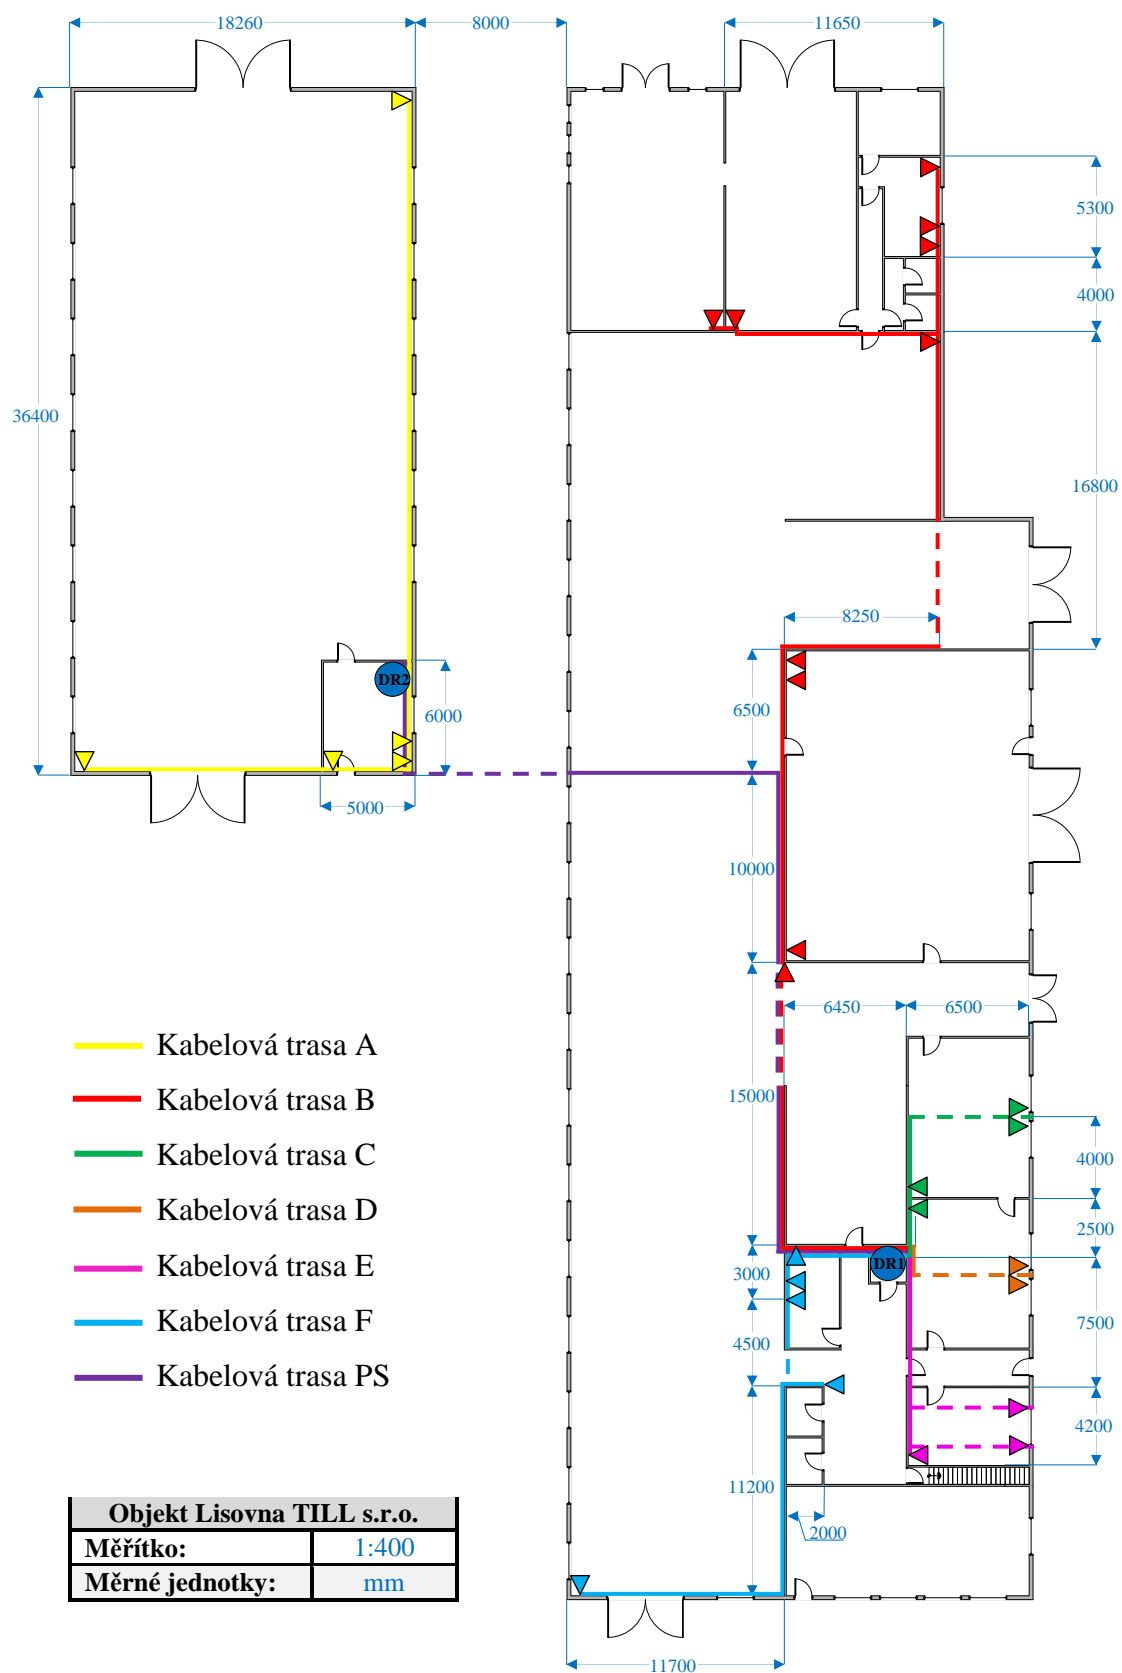 18260
8000
11650
5300
4000
36400
16800
8250
6500
DR2
6000
5000
10000
6450
6500
Kabelová trasa A
Kabelová trasa B
15000
Kabelová trasa C
4000
Kabelová trasa D
2500
Kabelová trasa E
3000
DR1
Kabelová trasa F
4500
7500
Kabelová trasa PS
4200
11200
Objekt Lisovna TILL s.r.o.
2000
Měřítko: 1:400
Měrné jednotky: mm
11700